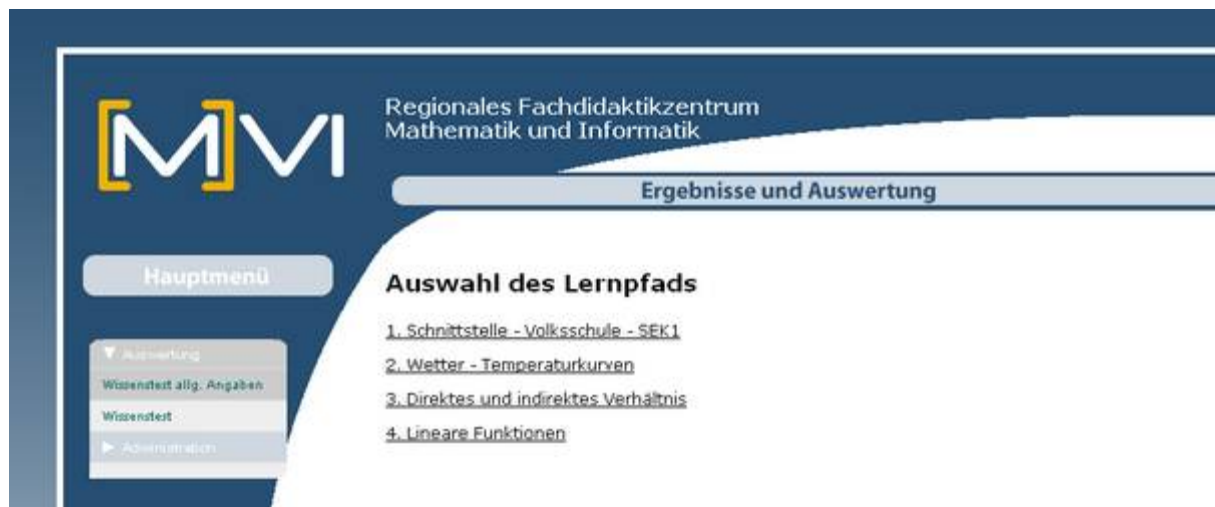 [M]VI
Regionales Fachdidaktikzentrum
Mathematik und Informatik
Ergebnisse und Auswertung
Hauptmenü
▼ Auswertung
Wissenstest allg. Angaben
Wissenstest
► Administration
Auswahl des Lernpfads
1. Schnittstelle - Volksschule - SEK1
2. Wetter - Temperaturkurven
3. Direktes und indirektes Verhältnis
4. Lineare Funktionen